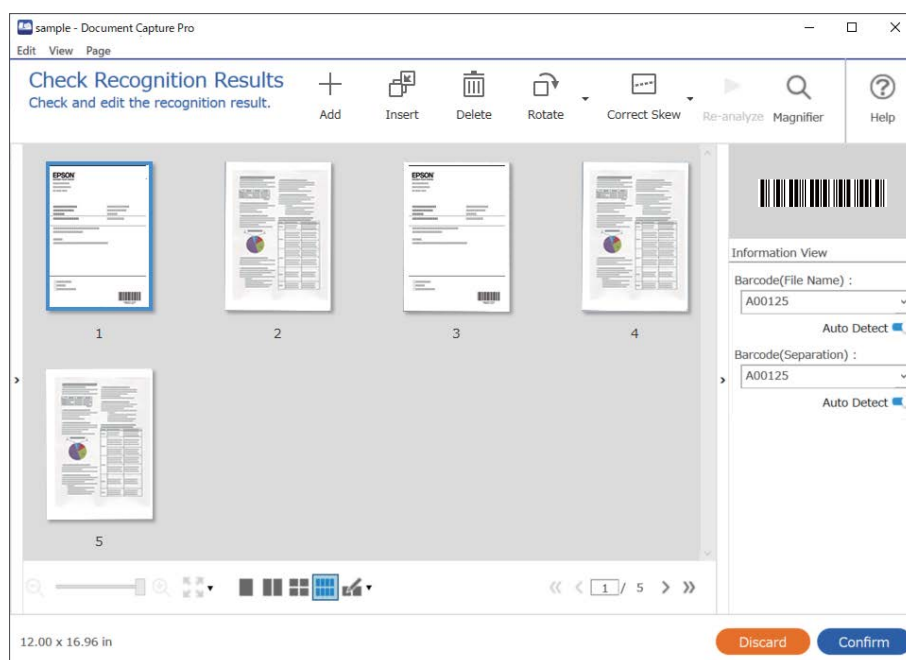 sample - Document Capture Pro
Edit View Page
Check Recognition Results
Check and edit the recognition result.
Add
Insert
Delete
Rotate
Correct Skew
Re-analyze
Magnifier
Help
EPSON
EPSON
1
2
3
4
5
Information View
Barcode(File Name) :
A00125
Auto Detect
Barcode(Separation) :
A00125
Auto Detect
1 / 5
12.00 x 16.96 in
Discard
Confirm